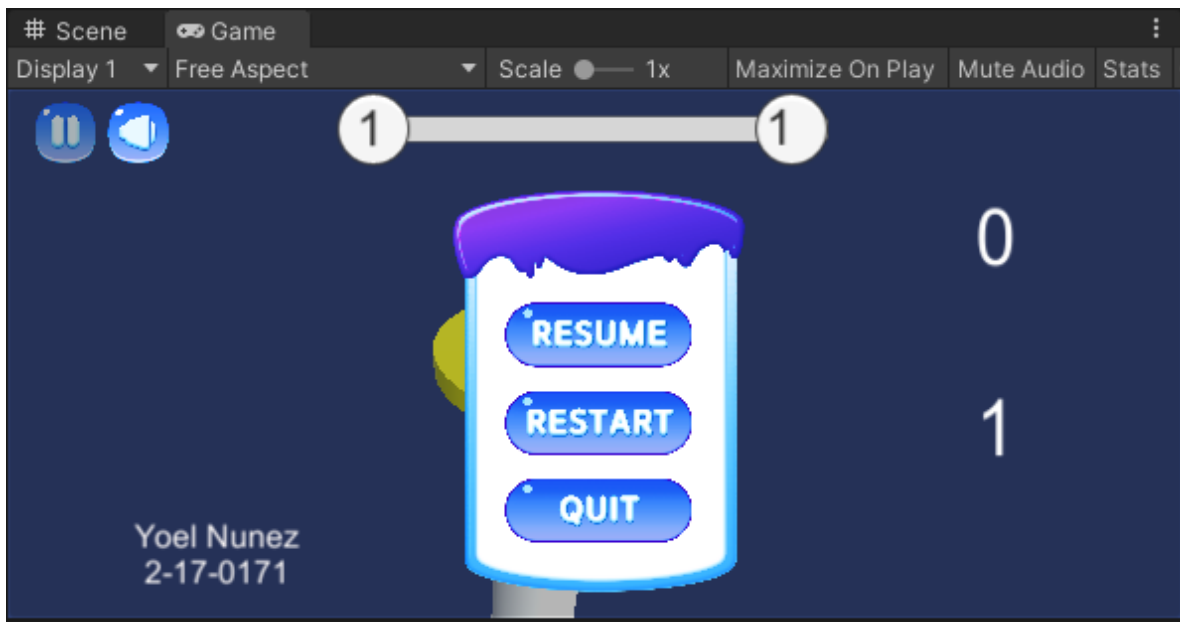 Scene
Game
Display 1
Free Aspect
Scale
1x
Maximize On Play
Mute Audio
Stats
1
1
0
RESUME
RESTART
1
QUIT
Yoel Nunez
2-17-0171